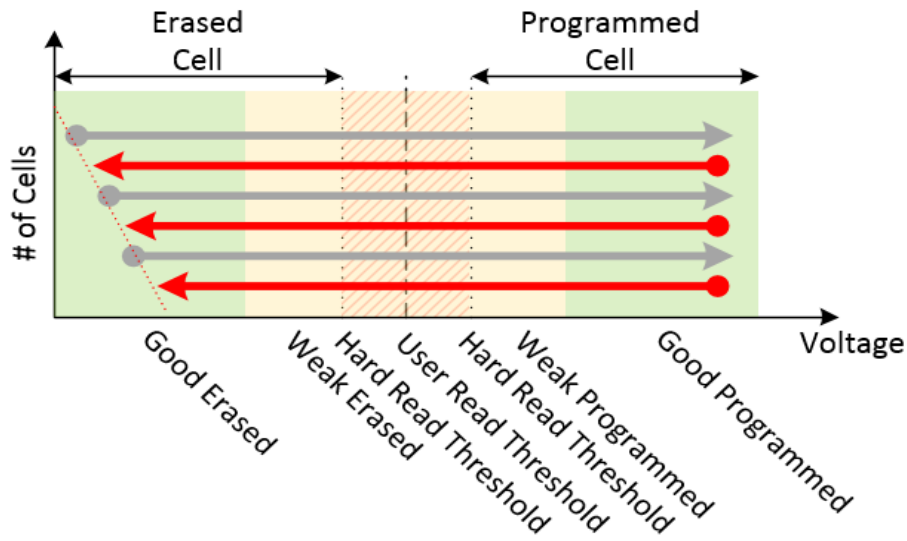 Erased
Cell
Programmed
Cell
# of Cells
Voltage
Good Erased
Weak Erased
Hard Read Threshold
User Read Threshold
Hard Read Threshold
Weak Programmed
Good Programmed